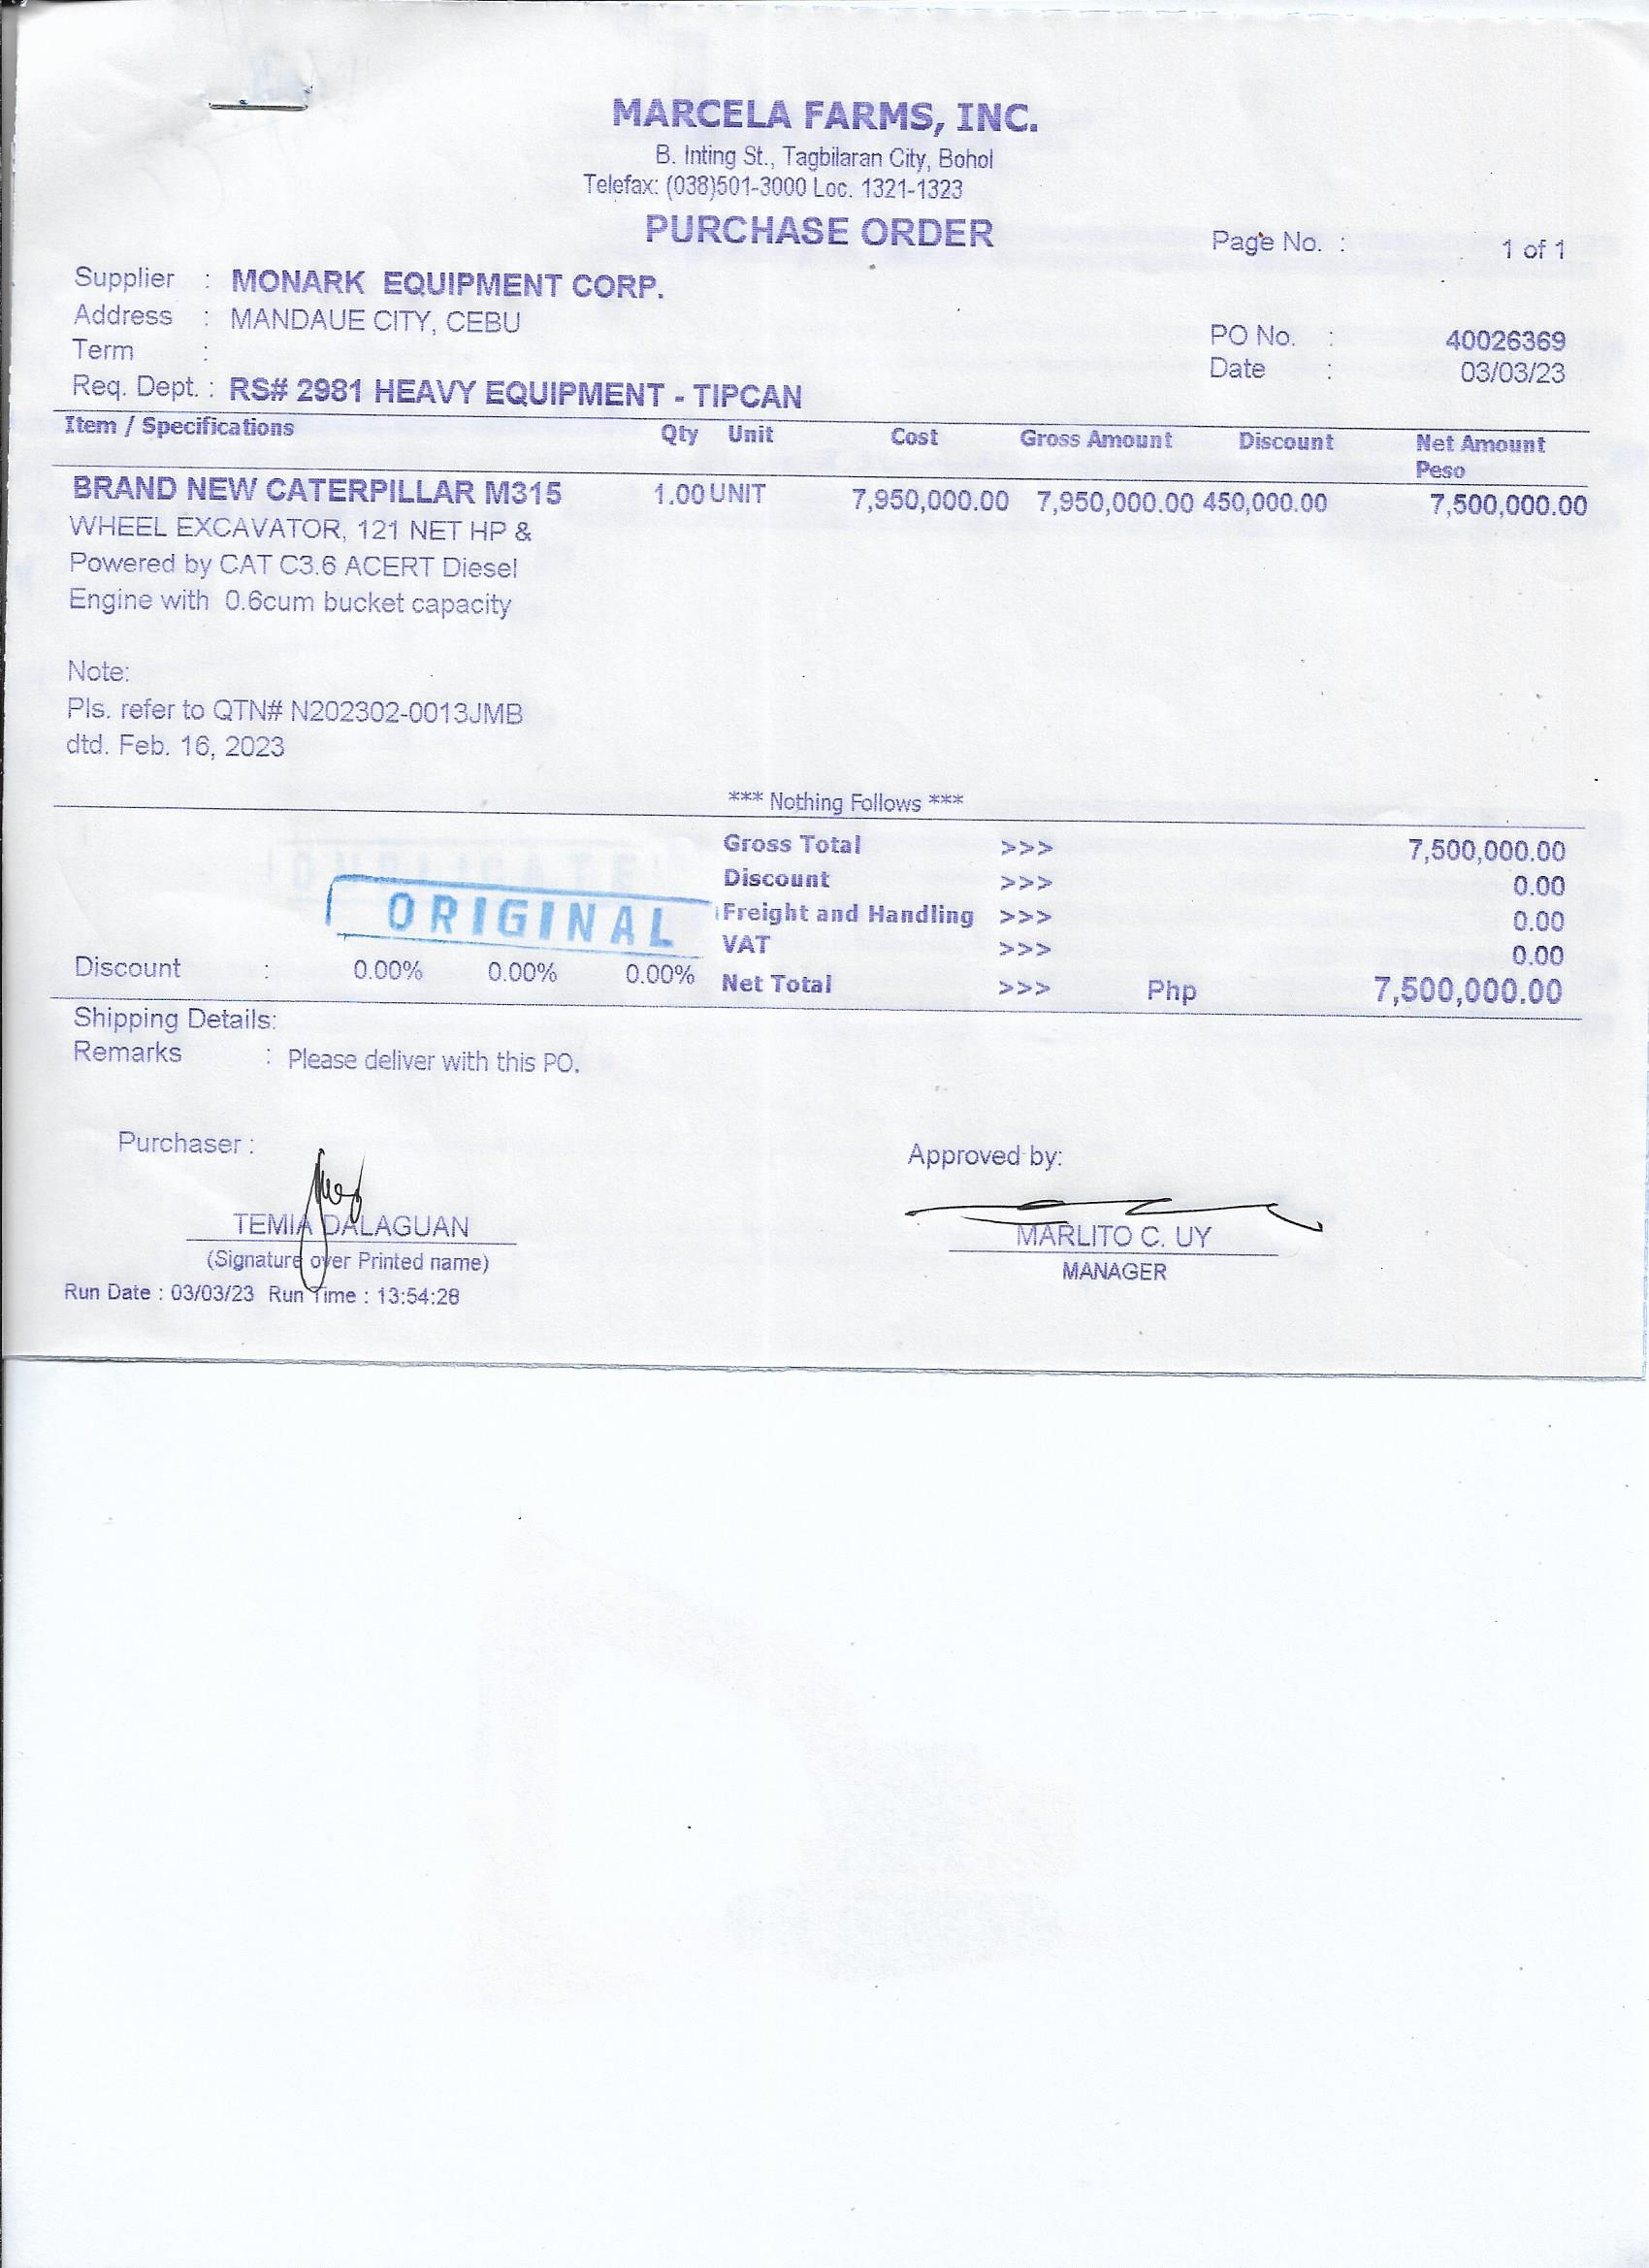 MARCELA FARMS, INC.
B. Inting St., Tagbilaran City, Bohol
Telefax: (038)501-3000 Loc. 1321-1323
PURCHASE ORDER
Page No. : 1 of 1
Supplier : MONARK EQUIPMENT CORP.
Address : MANDAUE CITY, CEBU
PO No. : 40026369
Term :
Date : 03/03/23
Req. Dept. : RS# 2981 HEAVY EQUIPMENT - TIPCAN
Item / Specifications Qty Unit Cost Gross Amount Discount Net Amount
Peso
BRAND NEW CATERPILLAR M315 1.00 UNIT 7,950,000.00 7,950,000.00 450,000.00 7,500,000.00
WHEEL EXCAVATOR, 121 NET HP &
Powered by CAT C3.6 ACERT Diesel
Engine with 0.6cum bucket capacity
Note:
Pls. refer to QTN# N202302-0013JMB
dtd. Feb. 16, 2023
*** Nothing Follows ***
Gross Total >>> 7,500,000.00
DUPLICATE
Discount >>> 0.00
ORIGINAL
Freight and Handling >>> 0.00
VAT >>> 0.00
Discount : 0.00% 0.00% 0.00%
Net Total >>> Php 7,500,000.00
Shipping Details:
Remarks : Please deliver with this PO.
Purchaser :
Approved by:
TEMIA DALAGUAN
MARLITO C. UY
(Signature over Printed name)
MANAGER
Run Date : 03/03/23 Run Time : 13:54:28